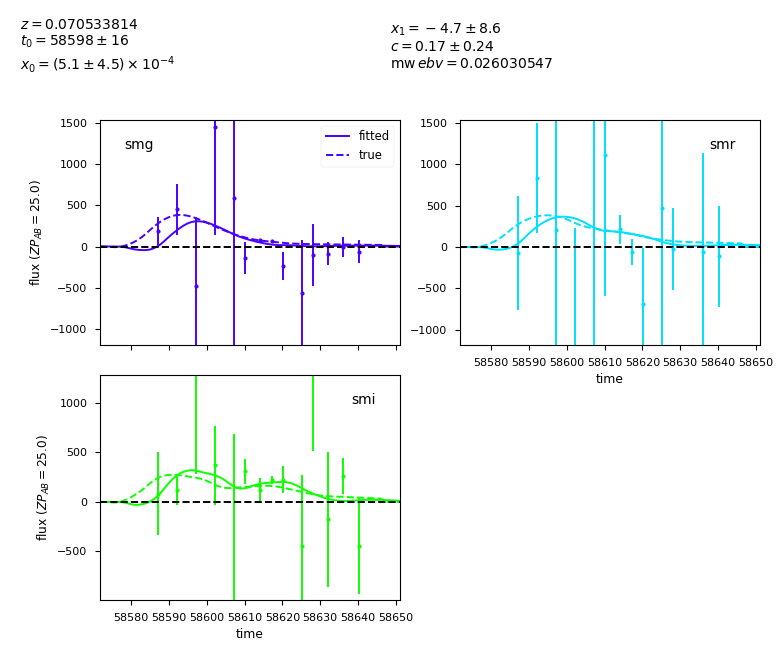 z = 0.070533814
t₀ = 58598 ± 16
x₀ = (5.1 ± 4.5) × 10⁻⁴
x₁ = −4.7 ± 8.6
c = 0.17 ± 0.24
mw ebv = 0.026030547
smg
fitted
true
1500
1000
500
0
−500
−1000
flux (ZP_AB = 25.0)
smr
1500
1000
500
0
−500
−1000
58580 58590 58600 58610 58620 58630 58640 58650
time
smi
1000
500
0
−500
flux (ZP_AB = 25.0)
58580 58590 58600 58610 58620 58630 58640 58650
time